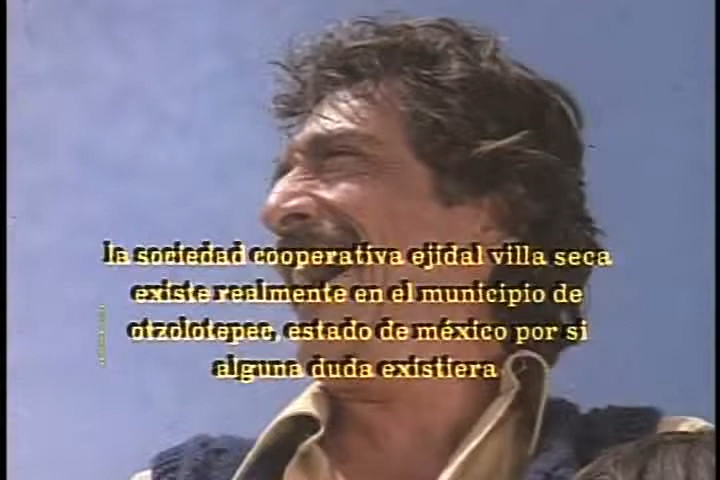 la sociedad cooperativa ejidal villa seca
existe realmente en el municipio de
otzolotepec, estado de méxico por si
alguna duda existiera